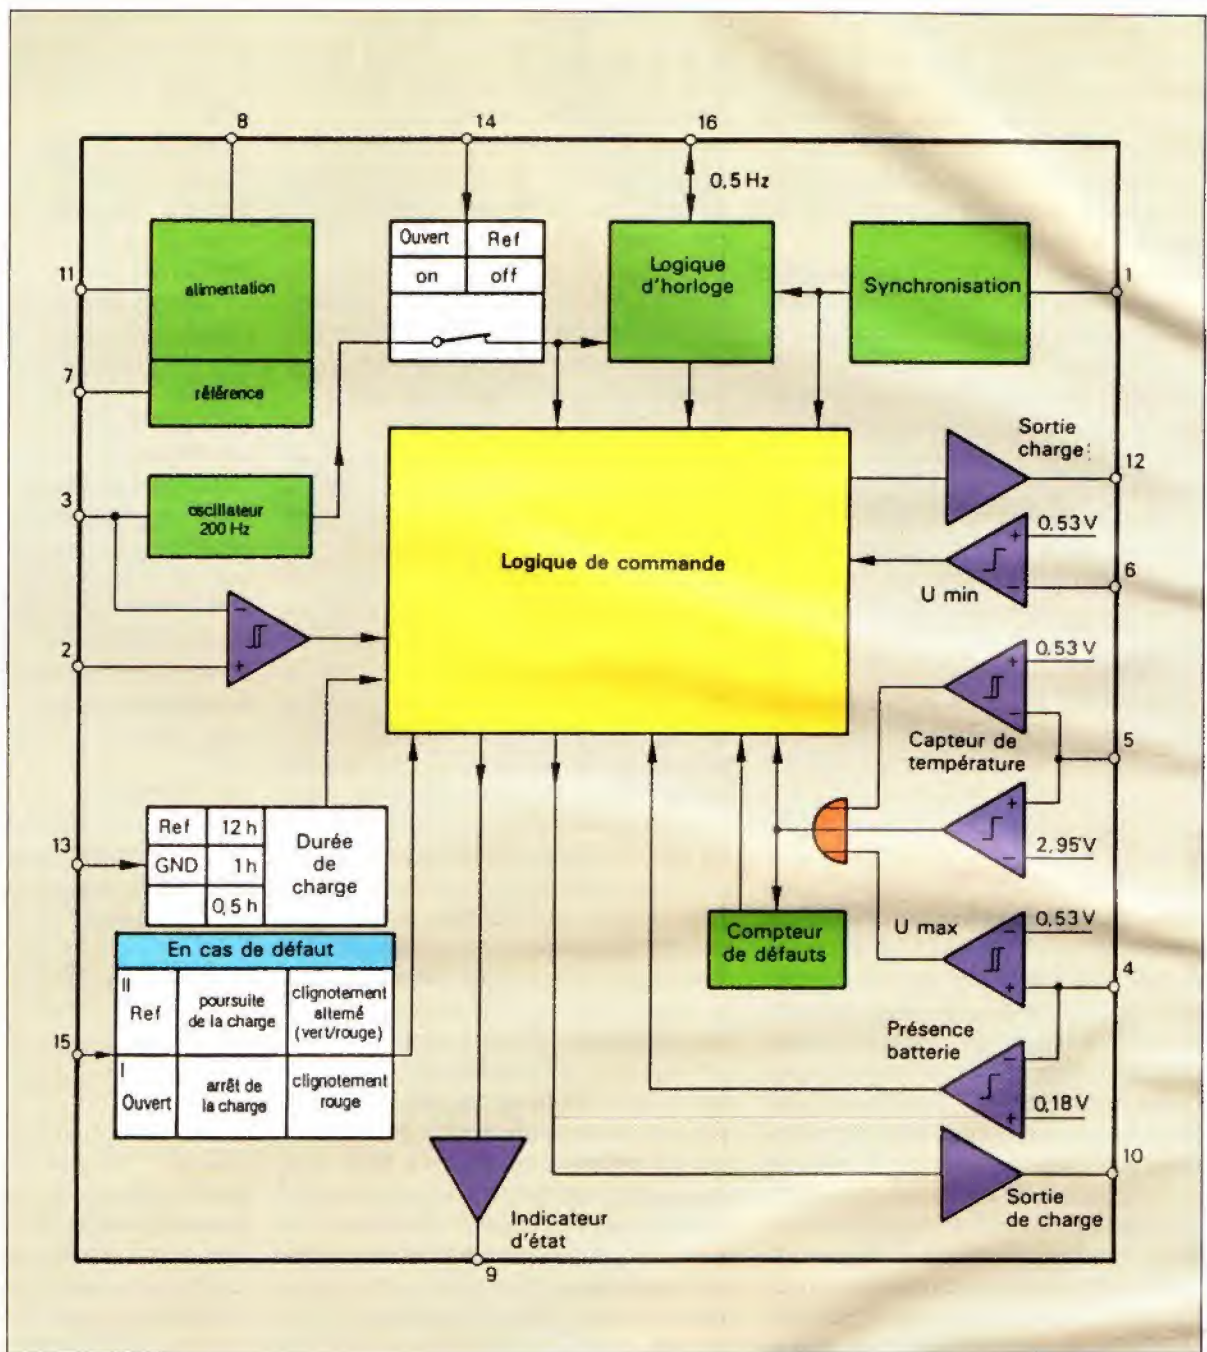 8
14
16
0,5 Hz
Ouvert
Ref
on
off
Logique
d'horloge
Synchronisation
1
11
alimentation
7
référence
3
oscillateur
200 Hz
Logique de commande
Sortie
charge
12
+
0,53 V
6
U min
−
2
−
+
+
0,53 V
−
Capteur de
température
5
+
2,95 V
−
13
Ref
12 h
GND
1 h
0,5 h
Durée
de
charge
Compteur
de défauts
U max
−
0,53 V
+
4
Présence
batterie
−
0,18 V
+
15
En cas de défaut
II
Ref
poursuite
de la charge
clignotement
alterné
(vert/rouge)
I
Ouvert
arrêt de
la charge
clignotement
rouge
10
Sortie
de charge
Indicateur
d'état
9